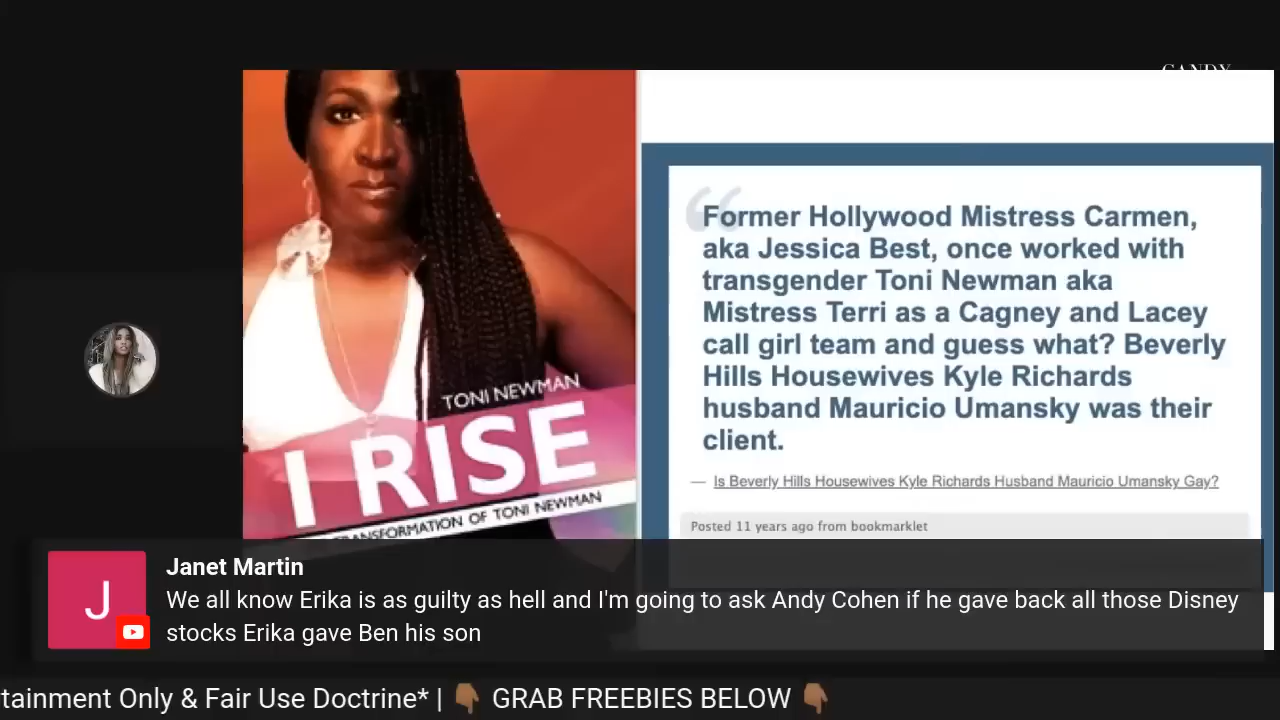 CANDY
TONI NEWMAN
I RISE
TRANSFORMATION OF TONI NEWMAN
“
Former Hollywood Mistress Carmen,
aka Jessica Best, once worked with
transgender Toni Newman aka
Mistress Terri as a Cagney and Lacey
call girl team and guess what? Beverly
Hills Housewives Kyle Richards
husband Mauricio Umansky was their
client.
— Is Beverly Hills Housewives Kyle Richards Husband Mauricio Umansky Gay?
Posted 11 years ago from bookmarklet
J
Janet Martin
We all know Erika is as guilty as hell and I'm going to ask Andy Cohen if he gave back all those Disney
stocks Erika gave Ben his son
tainment Only & Fair Use Doctrine* | 👇🏾 GRAB FREEBIES BELOW 👇🏾